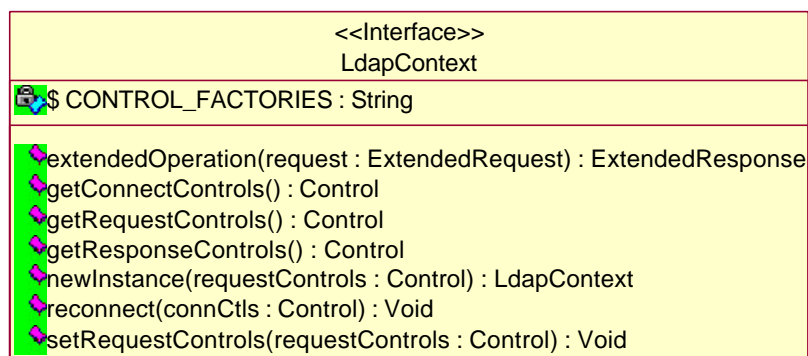 <<Interface>>
LdapContext
$ CONTROL_FACTORIES : String
extendedOperation(request : ExtendedRequest) : ExtendedResponse
getConnectControls() : Control
getRequestControls() : Control
getResponseControls() : Control
newInstance(requestControls : Control) : LdapContext
reconnect(connCtls : Control) : Void
setRequestControls(requestControls : Control) : Void